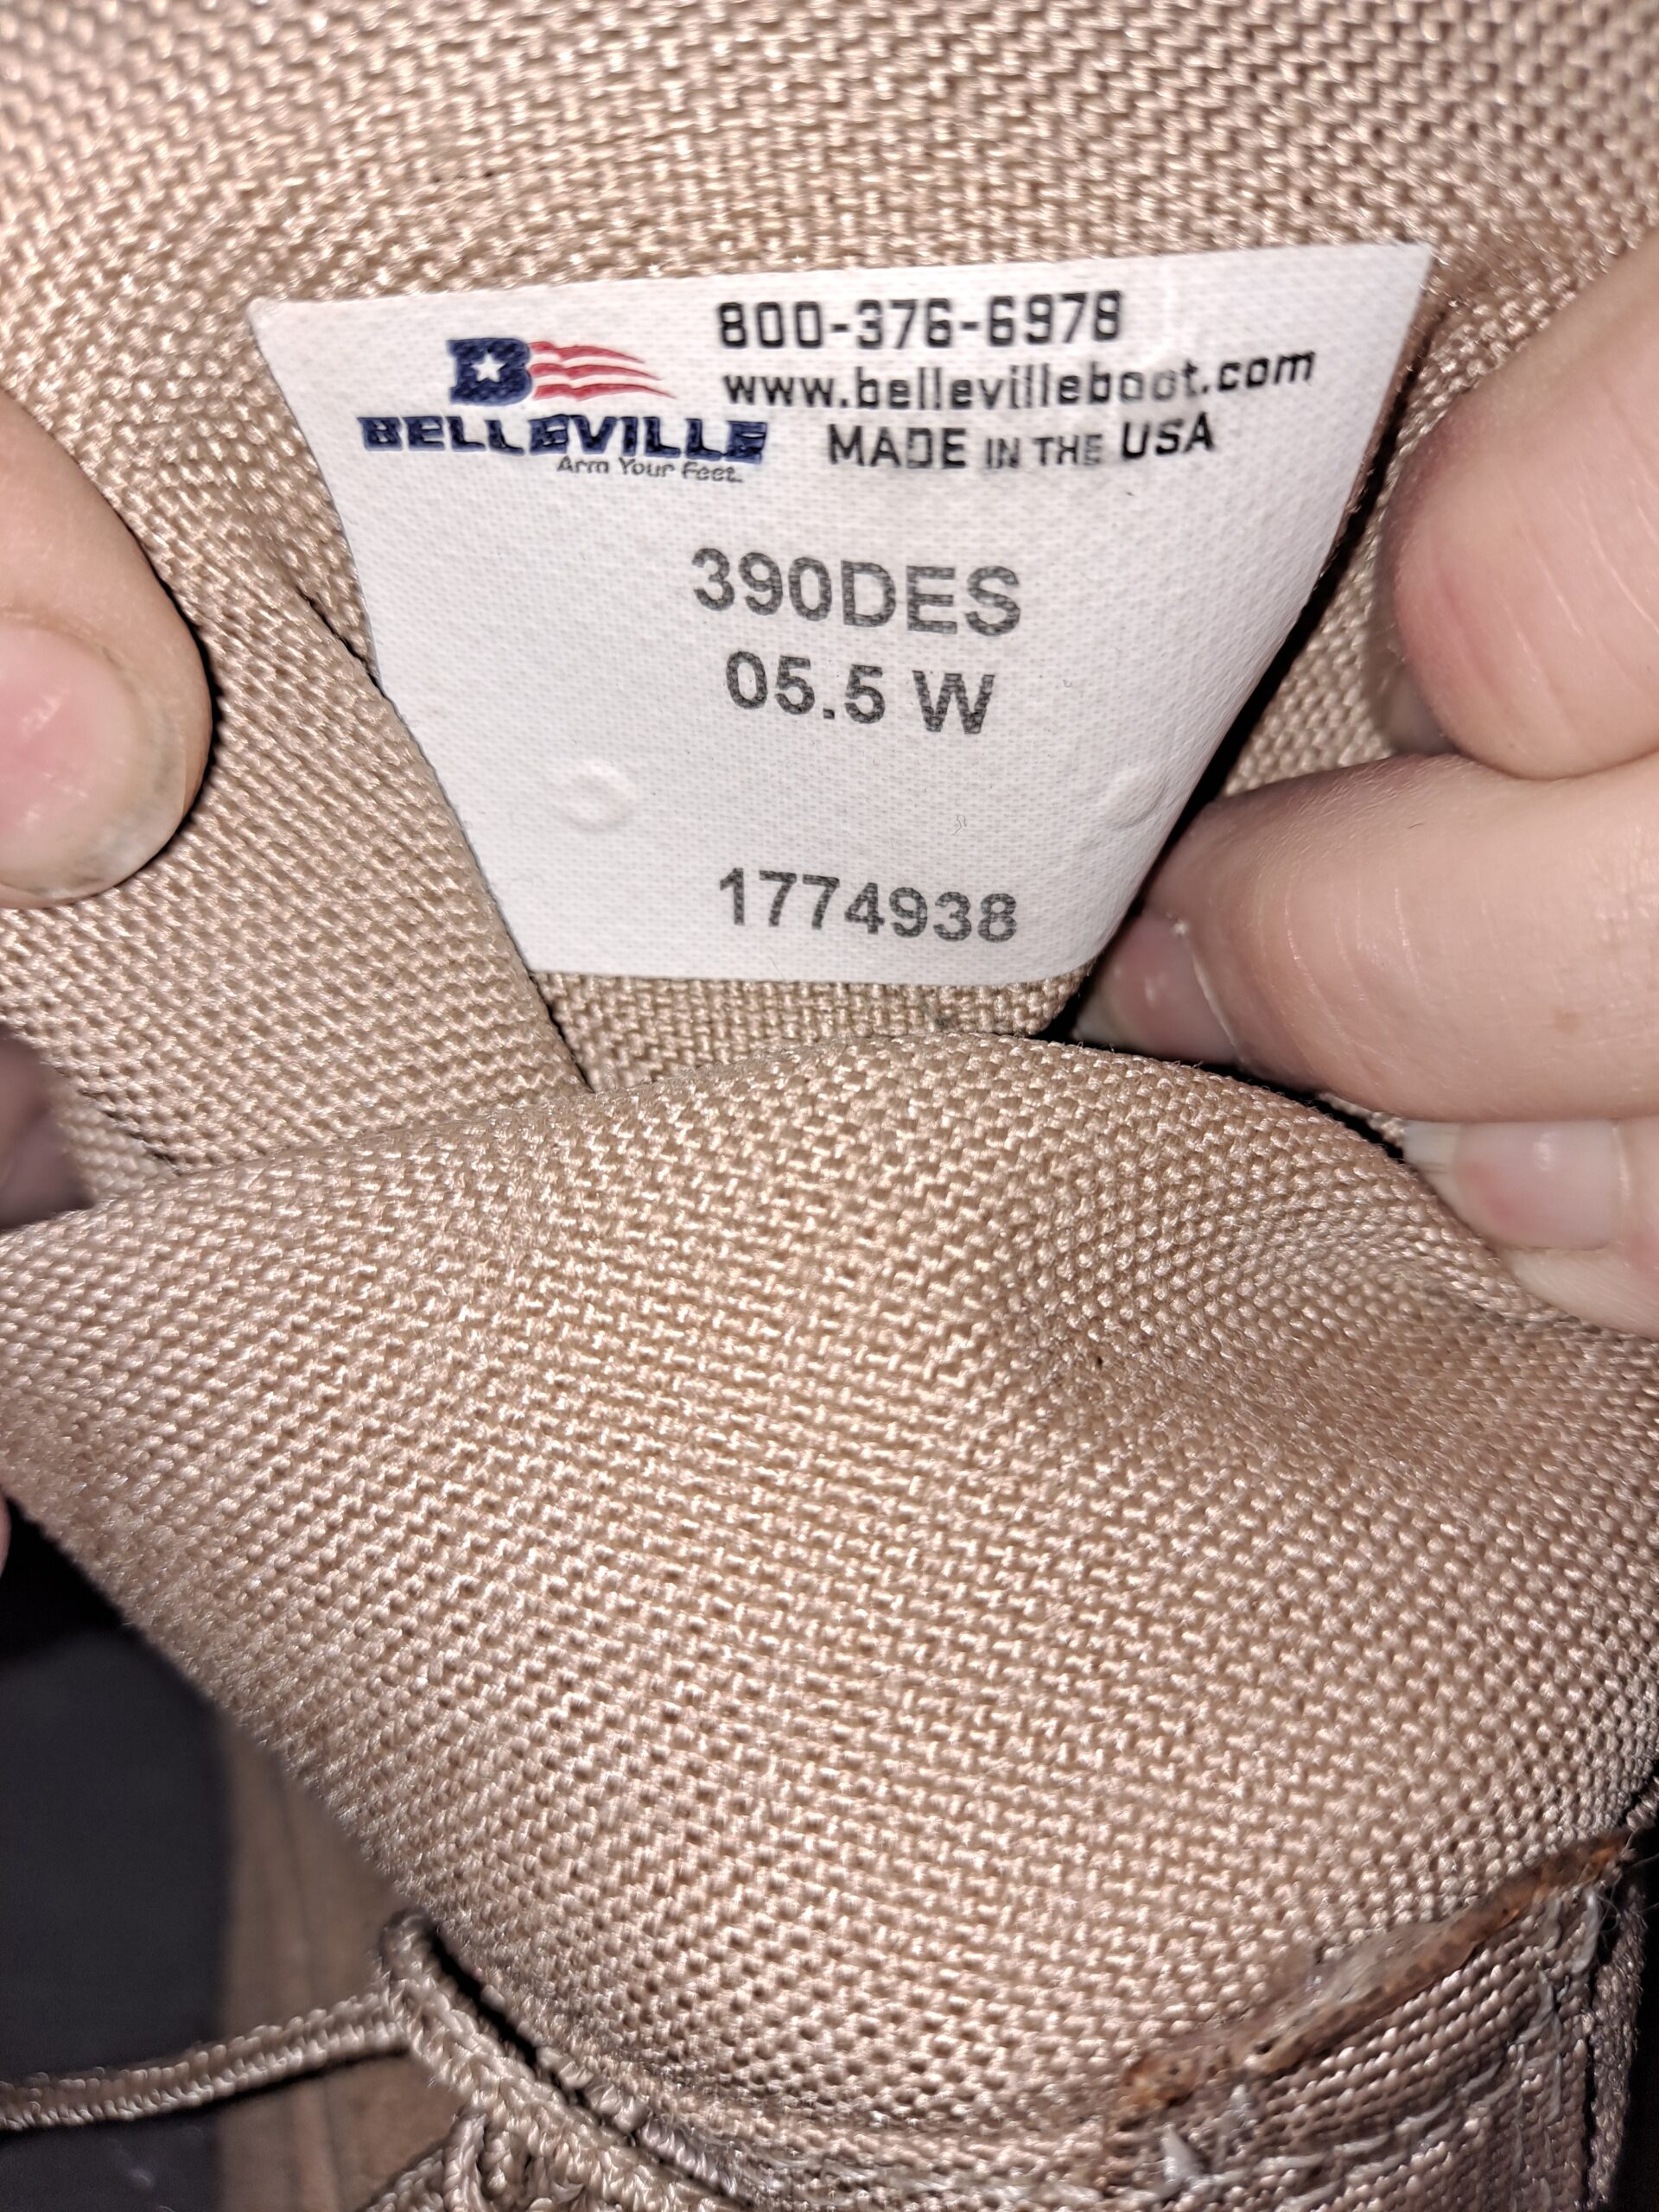 800-376-6978
www.bellevilleboot.com
MADE IN THE USA
B
BELLEVILLE
Arm Your Feet.
390DES
05.5 W
1774938